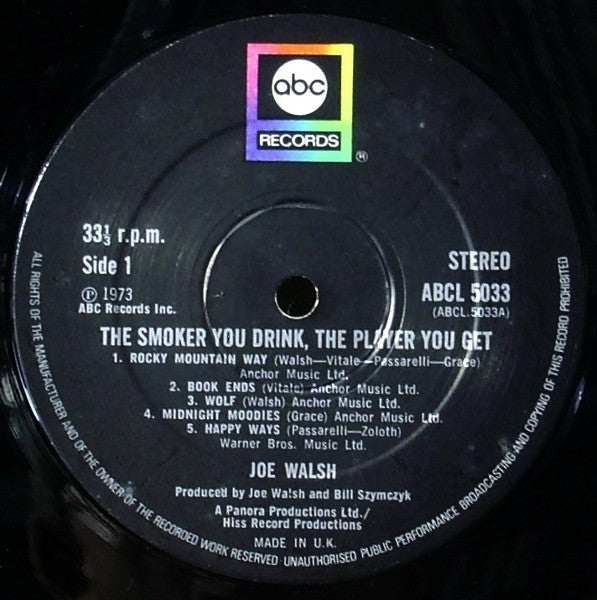 abc
RECORDS
®
33⅓ r.p.m.
Side 1
℗ 1973
ABC Records Inc.
STEREO
ABCL 5033
(ABCL.5033A)
THE SMOKER YOU DRINK, THE PLAYER YOU GET
1. ROCKY MOUNTAIN WAY (Walsh—Vitale—Passarelli—Grace)
Anchor Music Ltd.
2. BOOK ENDS (Vitale) Anchor Music Ltd.
3. WOLF (Walsh) Anchor Music Ltd.
4. MIDNIGHT MOODIES (Grace) Anchor Music Ltd.
5. HAPPY WAYS (Passarelli—Zoloth)
Warner Bros. Music Ltd.
JOE WALSH
Produced by Joe Walsh and Bill Szymczyk
A Panora Productions Ltd./
Hiss Record Productions
MADE IN U.K.
ALL RIGHTS OF THE MANUFACTURER AND OF THE OWNER OF THE RECORDED WORK RESERVED UNAUTHORISED PUBLIC PERFORMANCE BROADCASTING AND COPYING OF THIS RECORD PROHIBITED